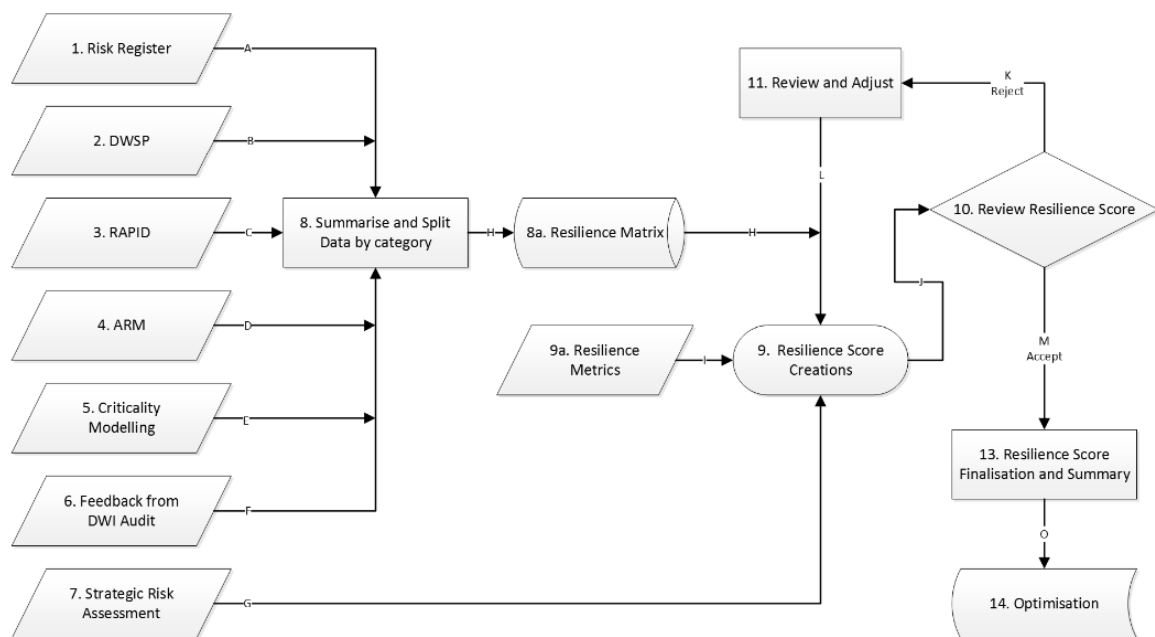 1. Risk Register
A
2. DWSP
B
3. RAPID
C
4. ARM
D
5. Criticality
Modelling
E
6. Feedback from
DWI Audit
F
7. Strategic Risk
Assessment
G
8. Summarise and Split
Data by category
H
8a. Resilience Matrix
H
9a. Resilience
Metrics
I
9. Resilience Score
Creations
J
11. Review and Adjust
L
K
Reject
10. Review Resilience Score
M
Accept
13. Resilience Score
Finalisation and Summary
O
14. Optimisation